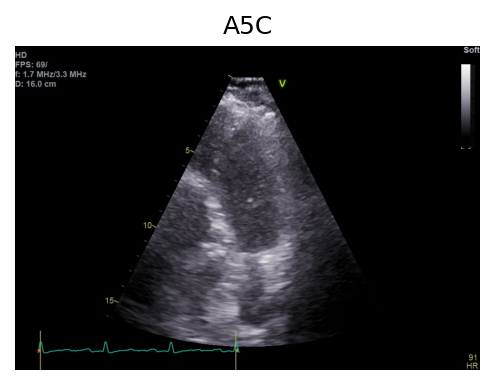 A5C
HD
FPS: 69/
f: 1.7 MHz/3.3 MHz
D: 16.0 cm
Soft
V
5
10
15
91
HR